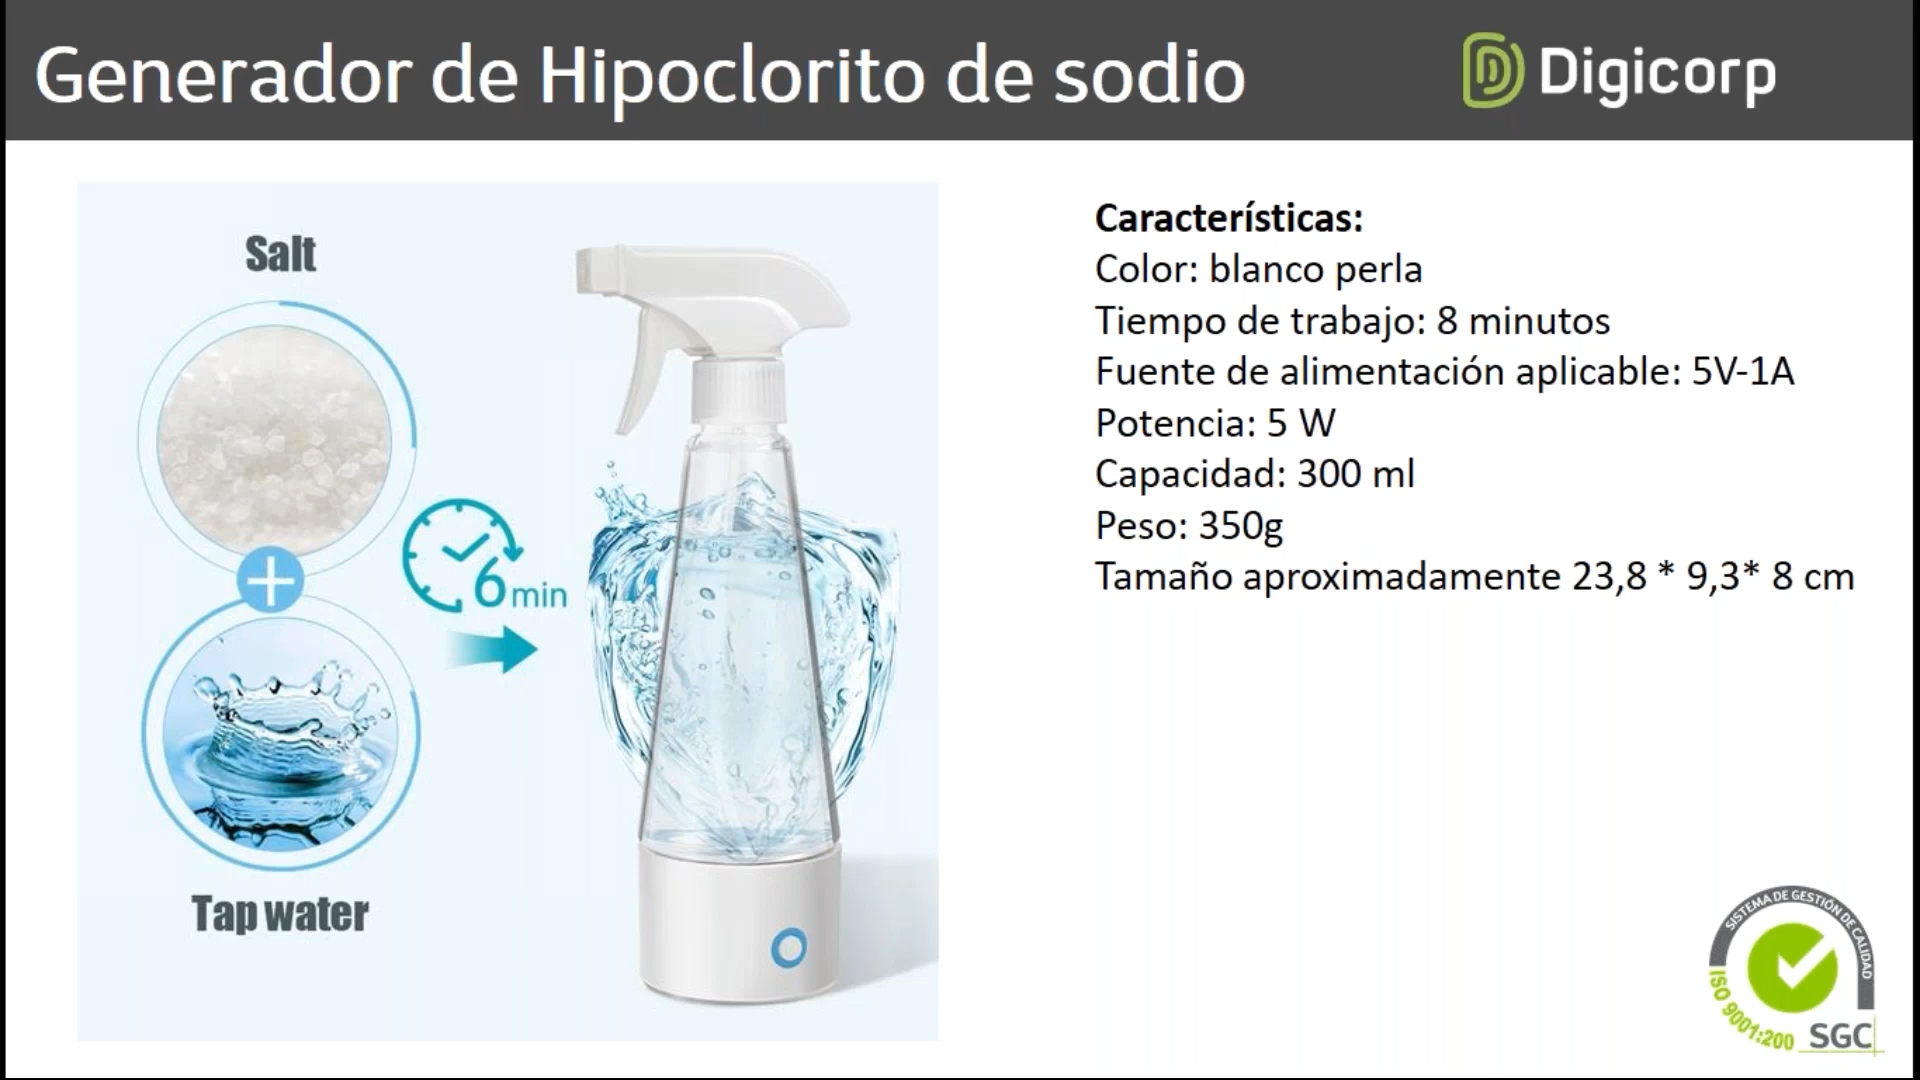 Generador de Hipoclorito de sodio
Digicorp
Salt
6 min
Tap water
Características:
Color: blanco perla
Tiempo de trabajo: 8 minutos
Fuente de alimentación aplicable: 5V-1A
Potencia: 5 W
Capacidad: 300 ml
Peso: 350g
Tamaño aproximadamente 23,8 * 9,3* 8 cm
SISTEMA DE GESTIÓN DE CALIDAD
ISO 9001:200
SGC